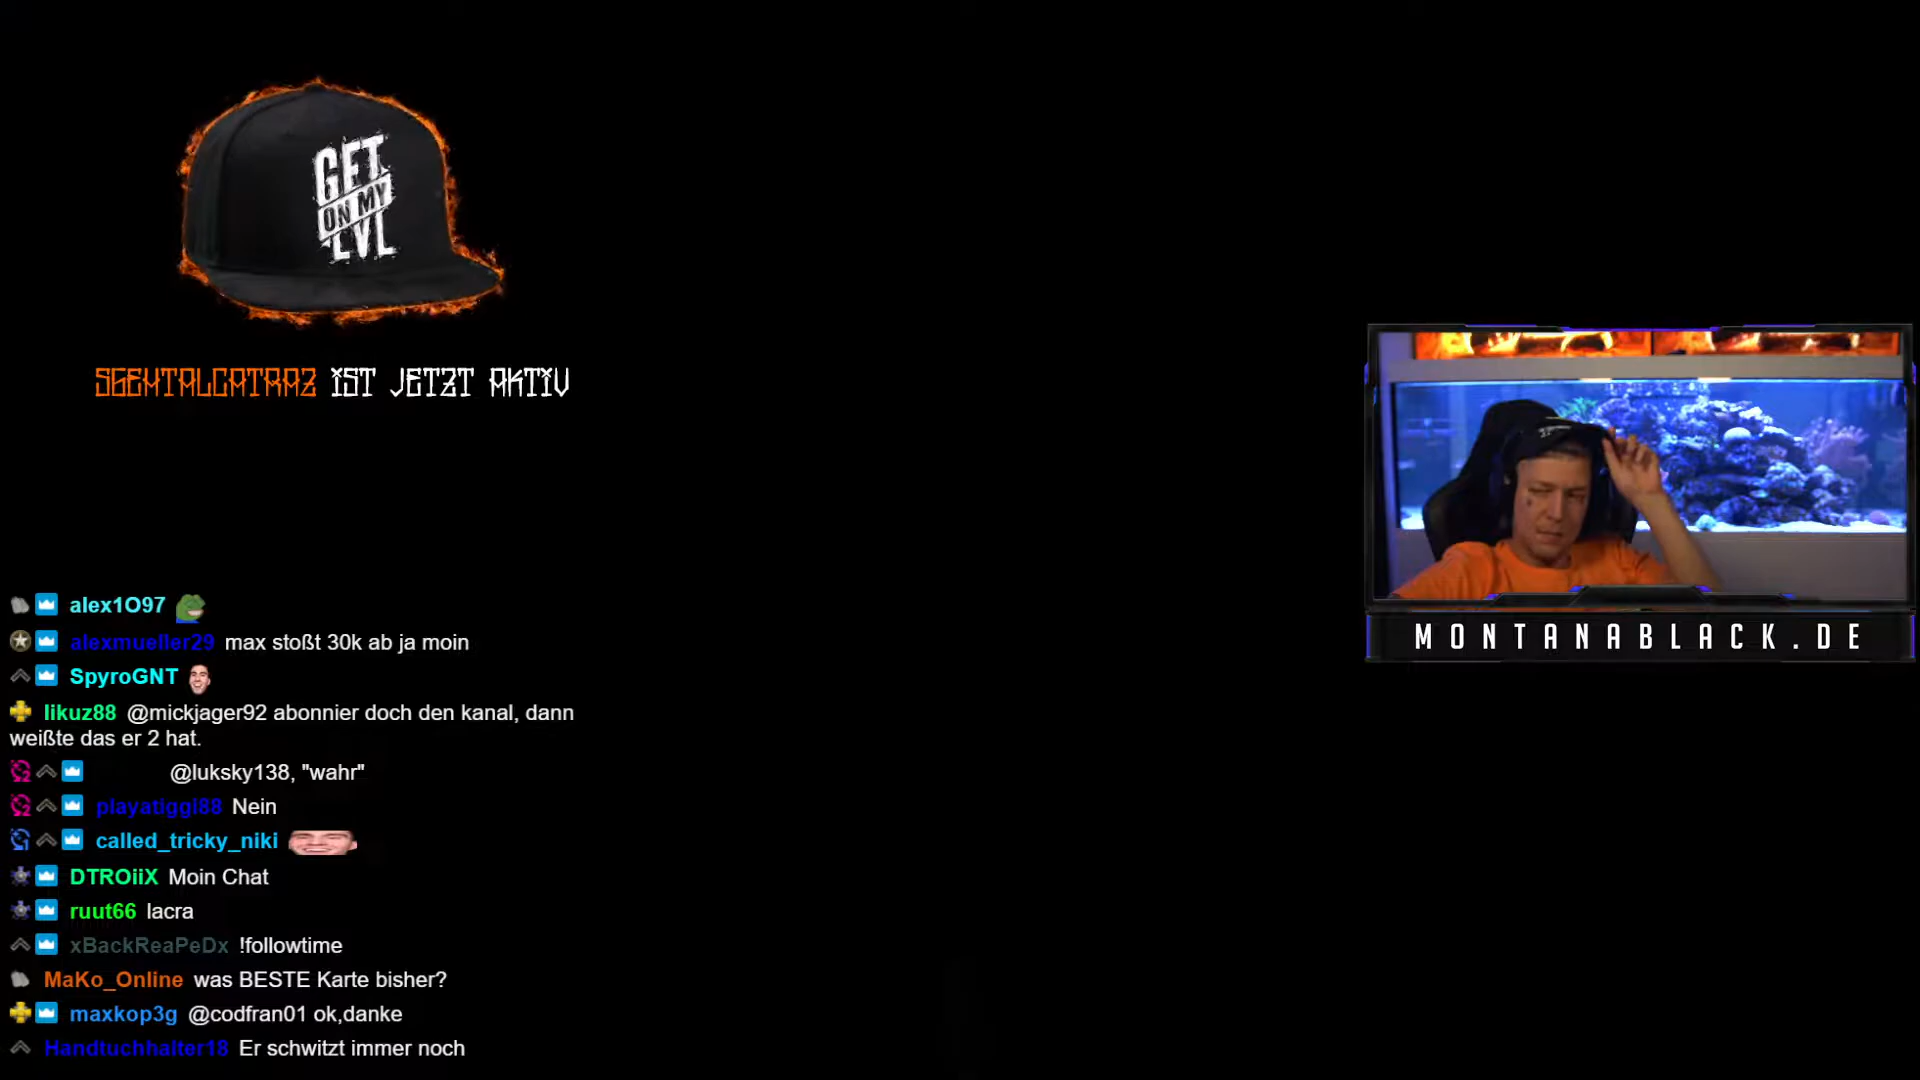 GET
ON MY
LVL
SGEHTALCATRAZ IST JETZT AKTIV
MONTANABLACK.DE
alex1O97
alexmueller29 max stoßt 30k ab ja moin
SpyroGNT
likuz88 @mickjager92 abonnier doch den kanal, dann
weißte das er 2 hat.
@luksky138, "wahr"
playatiggi88 Nein
called_tricky_niki
DTROiiX Moin Chat
ruut66 lacra
xBackReaPeDx !followtime
MaKo_Online was BESTE Karte bisher?
maxkop3g @codfran01 ok,danke
Handtuchhalter18 Er schwitzt immer noch